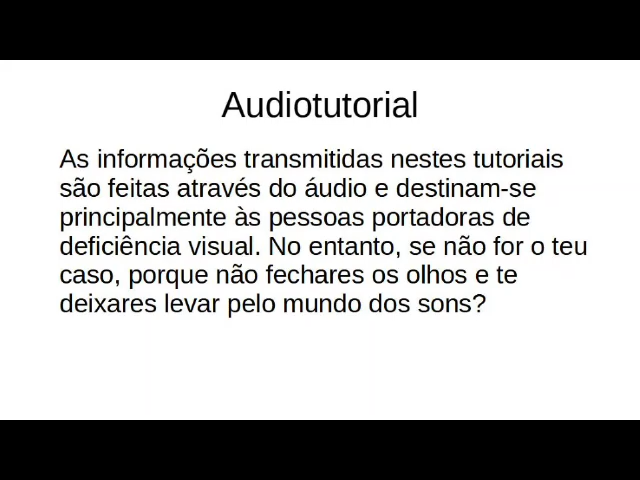 Audiotutorial
As informações transmitidas nestes tutoriais
são feitas através do áudio e destinam-se
principalmente às pessoas portadoras de
deficiência visual. No entanto, se não for o teu
caso, porque não fechares os olhos e te
deixares levar pelo mundo dos sons?